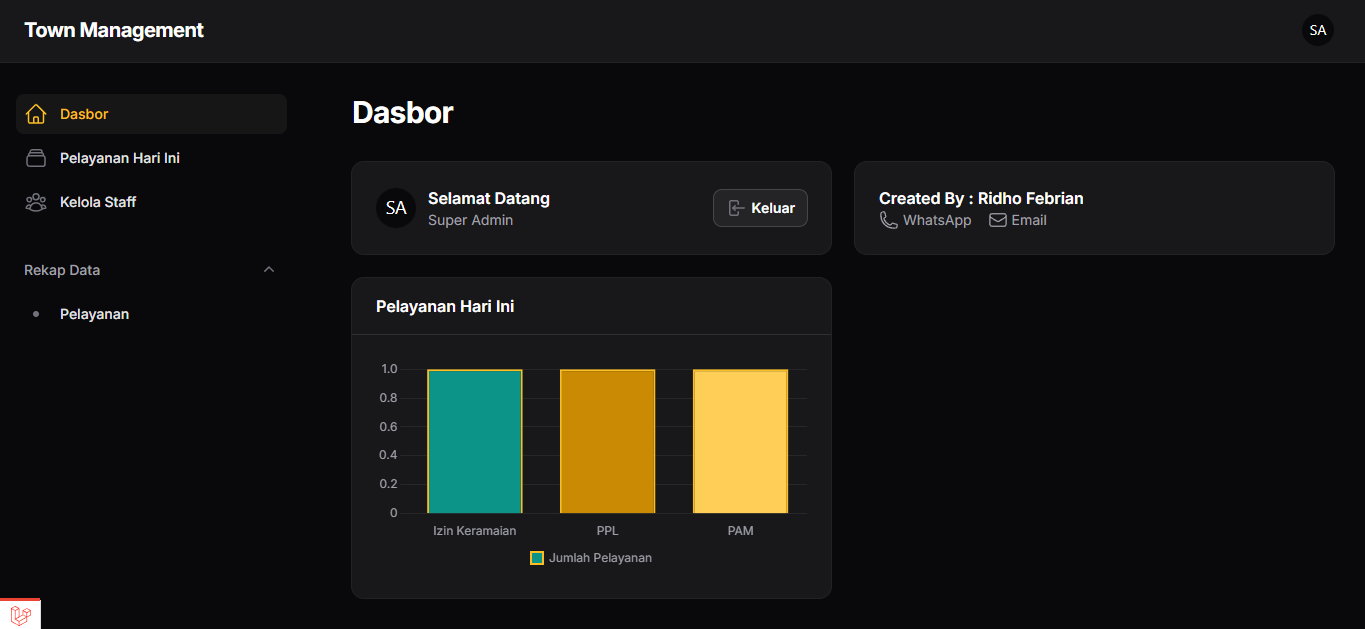 Town Management
SA
Dasbor
Pelayanan Hari Ini
Kelola Staff
Rekap Data
Pelayanan
Dasbor
SA
Selamat Datang
Super Admin
Keluar
Created By : Ridho Febrian
WhatsApp
Email
Pelayanan Hari Ini
1.0
0.8
0.6
0.4
0.2
0
Izin Keramaian
PPL
PAM
Jumlah Pelayanan